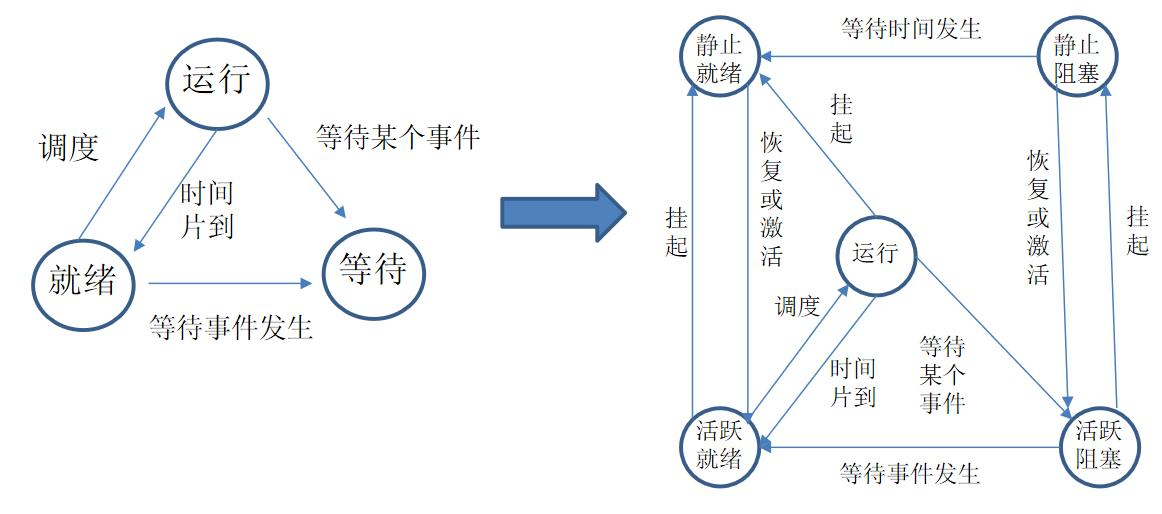 运行
调度
等待某个事件
时间
片到
就绪
等待
等待事件发生
静止
就绪
等待时间发生
静止
阻塞
挂
起
恢
复
或
激
活
挂
起
运行
恢
复
或
激
活
挂
起
调度
时间
片到
等待
某个
事件
活跃
就绪
等待事件发生
活跃
阻塞